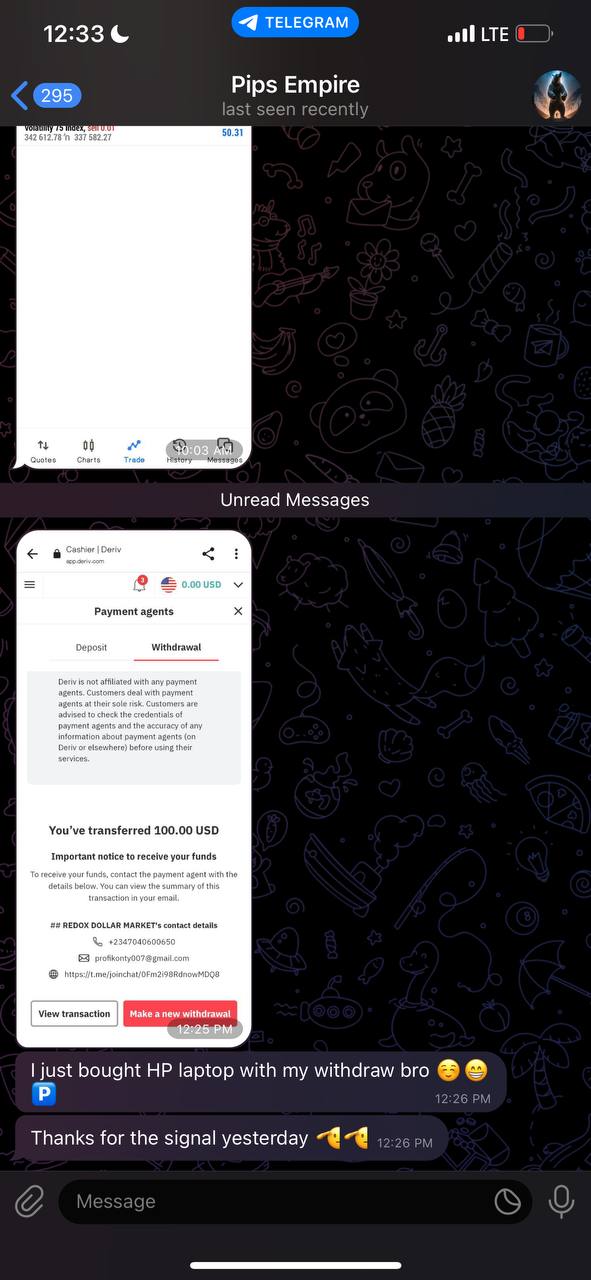 12:33
TELEGRAM
LTE
295
Pips Empire
last seen recently
Volatility 75 Index, sell 0.01
342 612.78 'n 337 582.27
50.31
Quotes Charts Trade History Messages
10:03 AM
Unread Messages
Cashier | Deriv
app.deriv.com
3
0.00 USD
Payment agents
Deposit Withdrawal
Deriv is not affiliated with any payment
agents. Customers deal with payment
agents at their sole risk. Customers are
advised to check the credentials of
payment agents and the accuracy of any
information about payment agents (on
Deriv or elsewhere) before using their
services.
You've transferred 100.00 USD
Important notice to receive your funds
To receive your funds, contact the payment agent with the
details below. You can view the summary of this
transaction in your email.
## REDOX DOLLAR MARKET's contact details
+2347040600650
profikonty007@gmail.com
https://t.me/joinchat/0Fm2i98RdnowMDQ8
View transaction Make a new withdrawal
12:25 PM
I just bought HP laptop with my withdraw bro ☺️😁
🅿️
12:26 PM
Thanks for the signal yesterday 🫡🫡 12:26 PM
Message